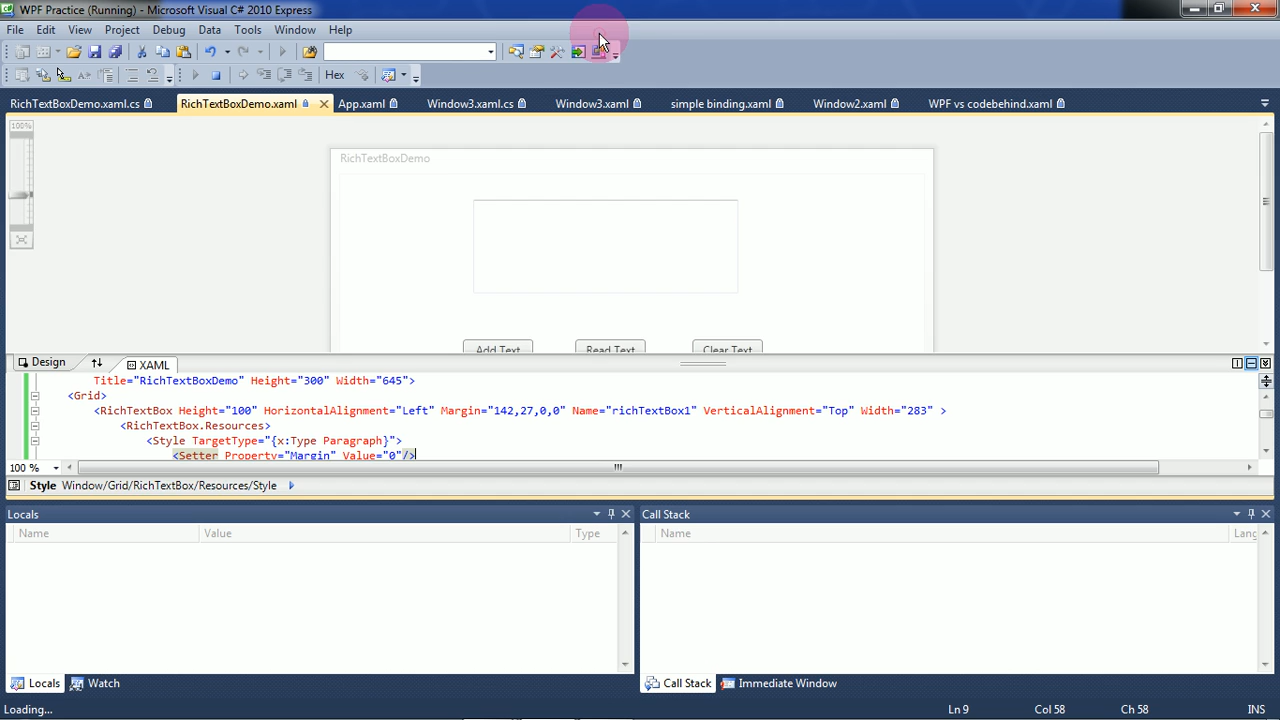 WPF Practice (Running) - Microsoft Visual C# 2010 Express
File Edit View Project Debug Data Tools Window Help
Hex
RichTextBoxDemo.xaml.cs RichTextBoxDemo.xaml App.xaml Window3.xaml.cs Window3.xaml simple binding.xaml Window2.xaml WPF vs codebehind.xaml
100%
RichTextBoxDemo
Add Text Read Text Clear Text
Design XAML
Title="RichTextBoxDemo" Height="300" Width="645">
<Grid>
<RichTextBox Height="100" HorizontalAlignment="Left" Margin="142,27,0,0" Name="richTextBox1" VerticalAlignment="Top" Width="283" >
<RichTextBox.Resources>
<Style TargetType="{x:Type Paragraph}">
<Setter Property="Margin" Value="0"/>
100 %
Style Window/Grid/RichTextBox/Resources/Style
Locals Call Stack
Name Value Type Name Lang
Locals Watch Call Stack Immediate Window
Loading... Ln 9 Col 58 Ch 58 INS